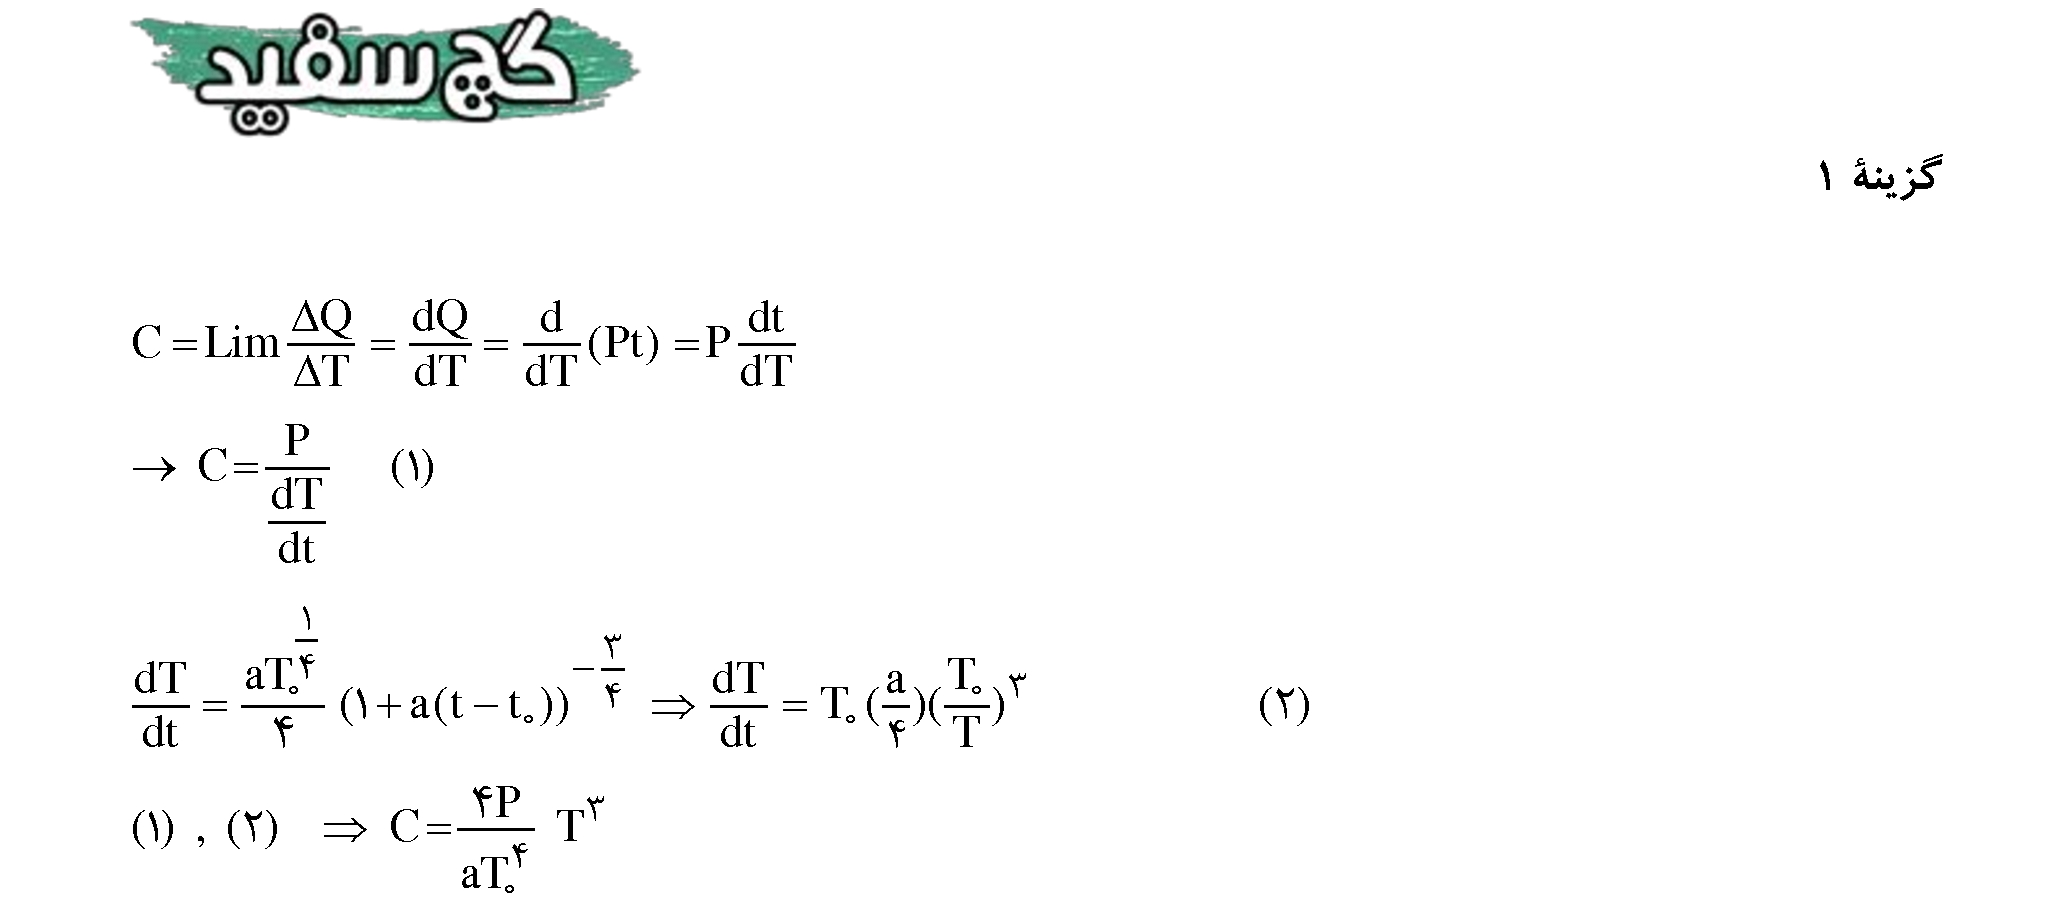 گچ سفید
گزینهٔ ۱
C = Lim ΔQ/ΔT = dQ/dT = d/dT (Pt) = P dt/dT
→ C = P/(dT/dt) (۱)
dT/dt = aT₀^(۱/۴)/۴ (۱ + a(t − t₀))^(−۳/۴) ⇒ dT/dt = T₀(a/۴)(T₀/T)^۳ (۲)
(۱) , (۲) ⇒ C = ۴P/aT₀^۴ T^۳